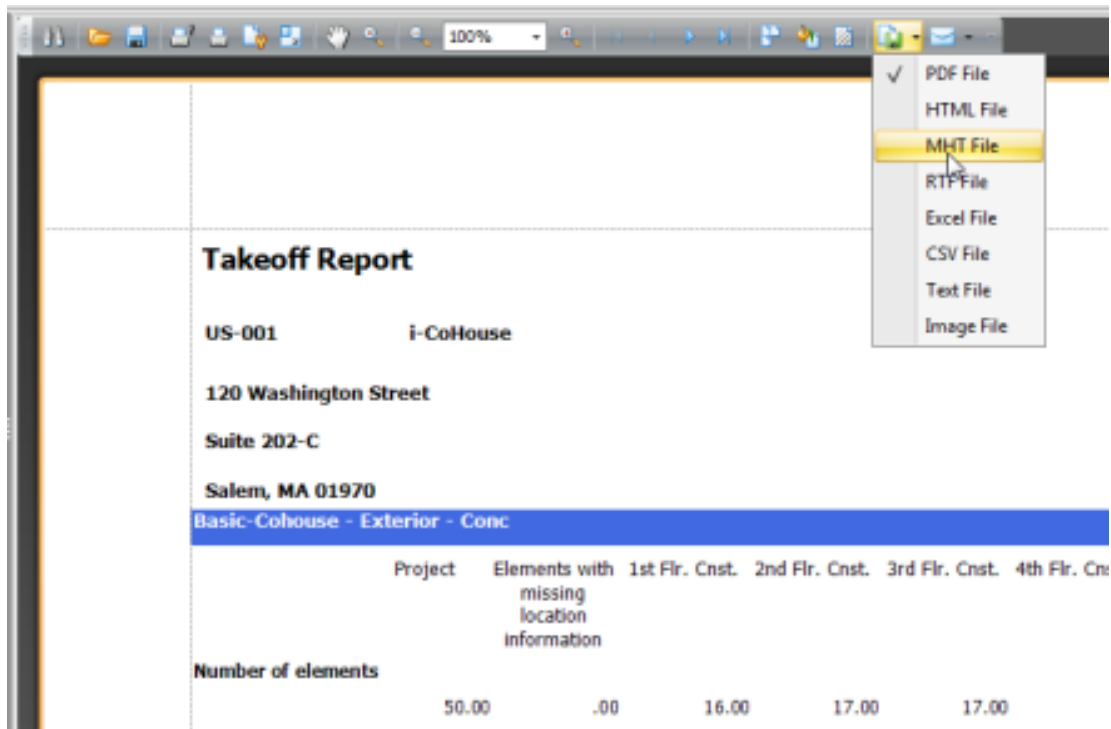 100%
PDF File
HTML File
MHT File
RTF File
Excel File
CSV File
Text File
Image File
Takeoff Report
US-001 i-CoHouse
120 Washington Street
Suite 202-C
Salem, MA 01970
Basic-Cohouse - Exterior - Conc
Project Elements with 1st Flr. Cnst. 2nd Flr. Cnst. 3rd Flr. Cnst. 4th Flr. Cns
missing
location
information
Number of elements
50.00 .00 16.00 17.00 17.00